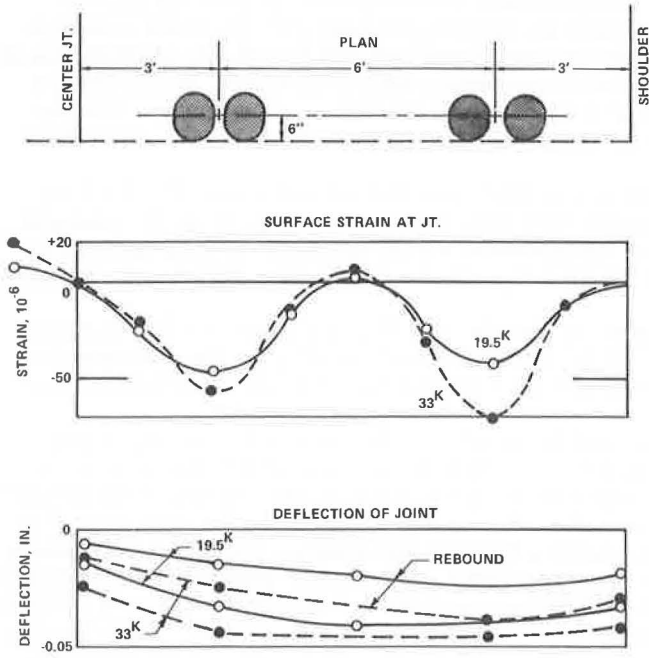 CENTER JT.
PLAN
3'
6'
3'
SHOULDER
6"
SURFACE STRAIN AT JT.
STRAIN, 10-6
+20
0
-50
19.5K
33K
DEFLECTION OF JOINT
DEFLECTION, IN.
0
-0.05
19.5K
REBOUND
33K